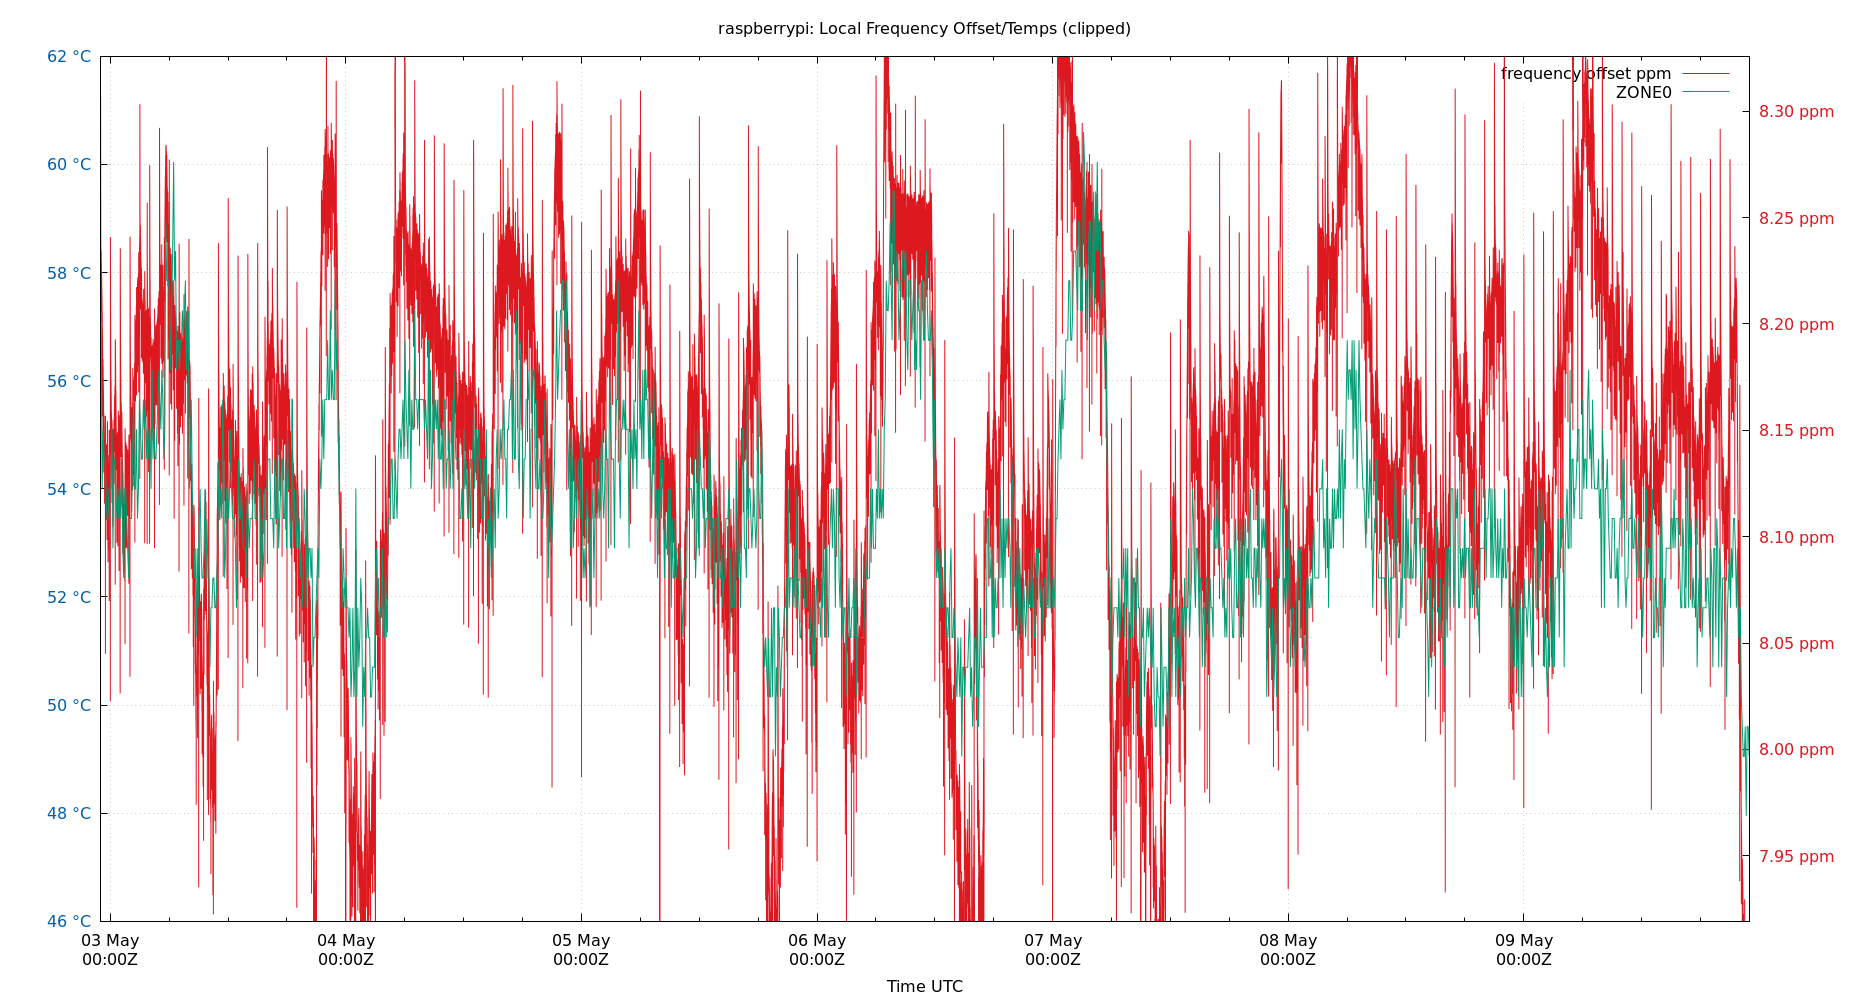 raspberrypi: Local Frequency Offset/Temps (clipped)
frequency offset ppm
ZONE0
62 °C
60 °C
58 °C
56 °C
54 °C
52 °C
50 °C
48 °C
46 °C
8.30 ppm
8.25 ppm
8.20 ppm
8.15 ppm
8.10 ppm
8.05 ppm
8.00 ppm
7.95 ppm
03 May 04 May 05 May 06 May 07 May 08 May 09 May
00:00Z 00:00Z 00:00Z 00:00Z 00:00Z 00:00Z 00:00Z
Time UTC